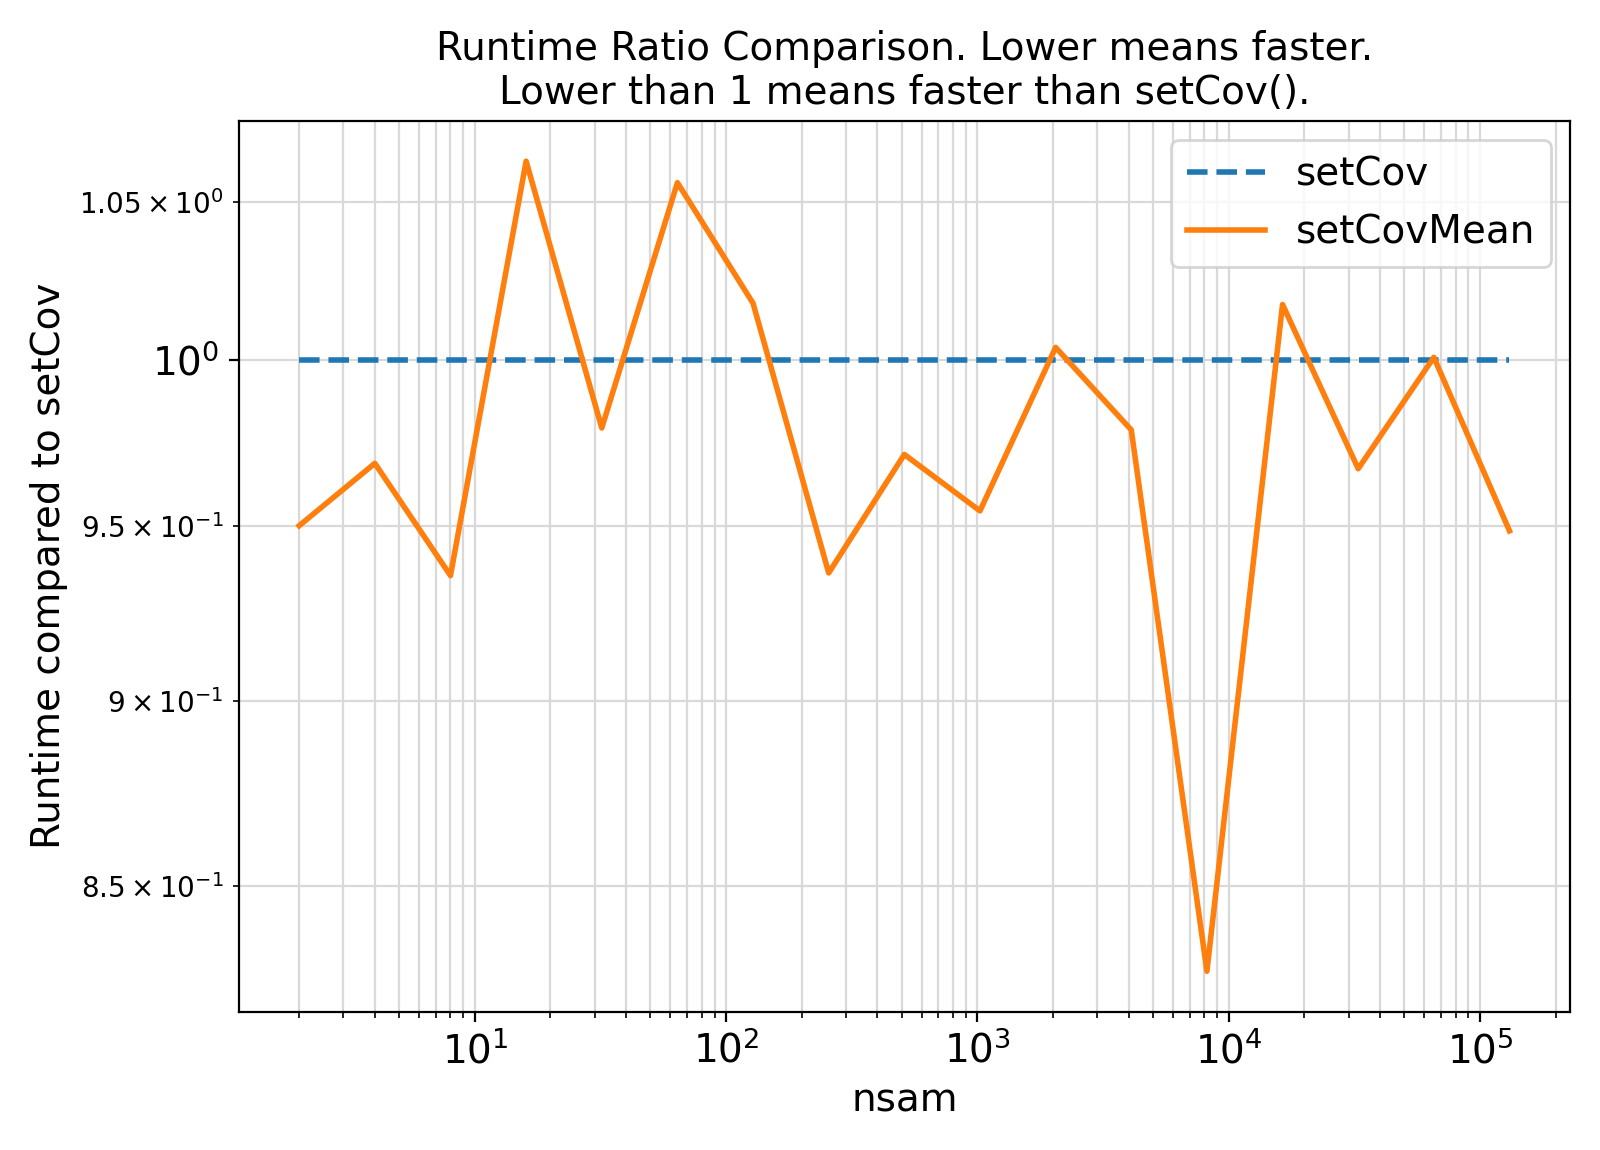 Runtime Ratio Comparison. Lower means faster.
Lower than 1 means faster than setCov().
setCov
setCovMean
Runtime compared to setCov
1.05 × 10⁰
10⁰
9.5 × 10⁻¹
9 × 10⁻¹
8.5 × 10⁻¹
10¹ 10² 10³ 10⁴ 10⁵
nsam